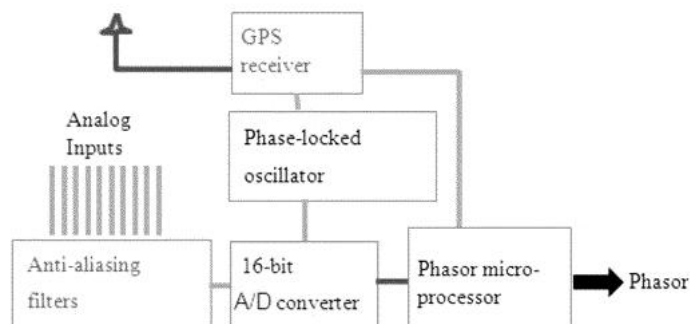 GPS
receiver
Phase-locked
oscillator
Analog
Inputs
Anti-aliasing
filters
16-bit
A/D converter
Phasor micro-
processor
Phasor